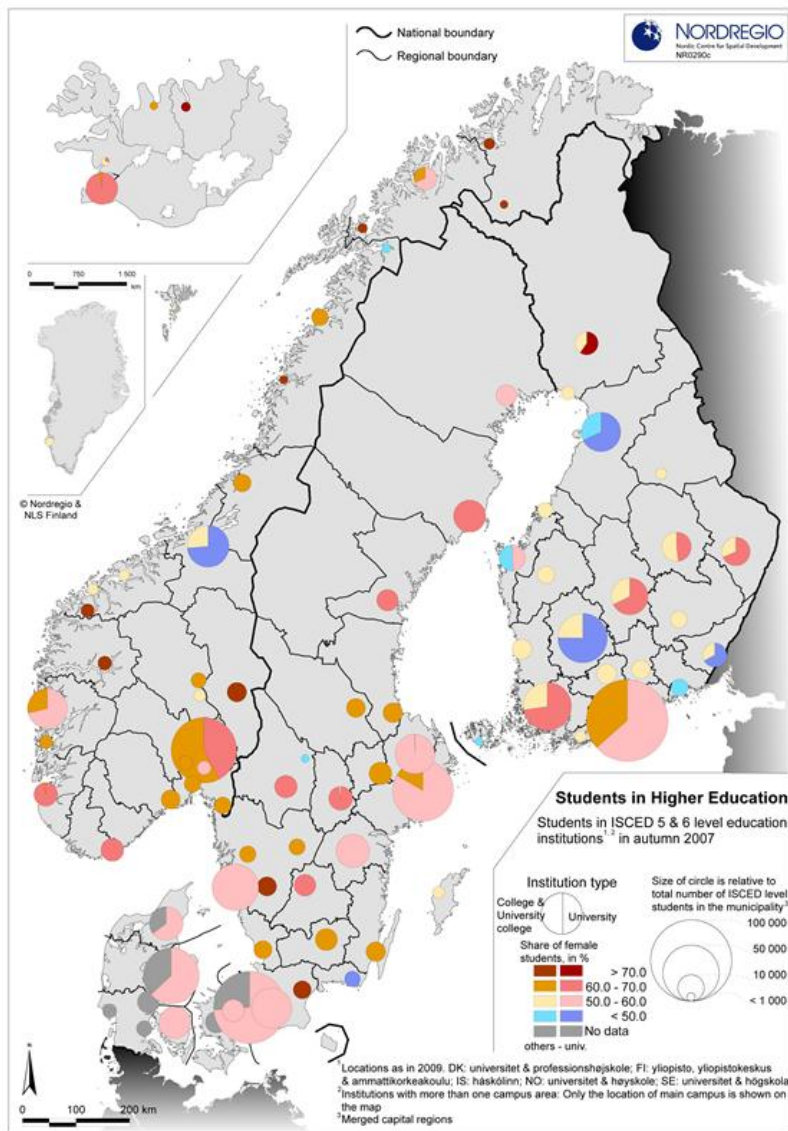 National boundary
Regional boundary
NORDREGIO
Nordic Centre for Spatial Development
NR0290c
0 750 1 500
km
© Nordregio &
NLS Finland
Students in Higher Education
Students in ISCED 5 & 6 level education
institutions1,2 in autumn 2007
Institution type
College &
University
college
University
Share of female
students, in %
> 70.0
60.0 - 70.0
50.0 - 60.0
< 50.0
No data
others - univ.
Size of circle is relative to
total number of ISCED level
students in the municipality3
100 000
50 000
10 000
< 1 000
N
0 100 200 km
1Locations as in 2009. DK: universitet & professionshøjskole; FI: yliopisto, yliopistokeskus
& ammattikorkeakoulu; IS: háskólinn; NO: universitet & høyskole; SE: universitet & högskola
2Institutions with more than one campus area: Only the location of main campus is shown on
the map
3Merged capital regions